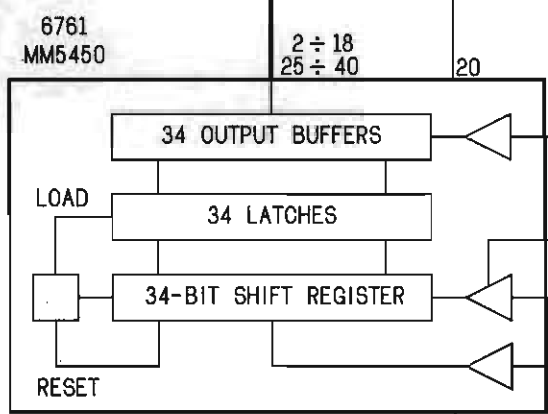 6761
MM5450
2 ÷ 18
25 ÷ 40
20
34 OUTPUT BUFFERS
LOAD
34 LATCHES
34-BIT SHIFT REGISTER
RESET